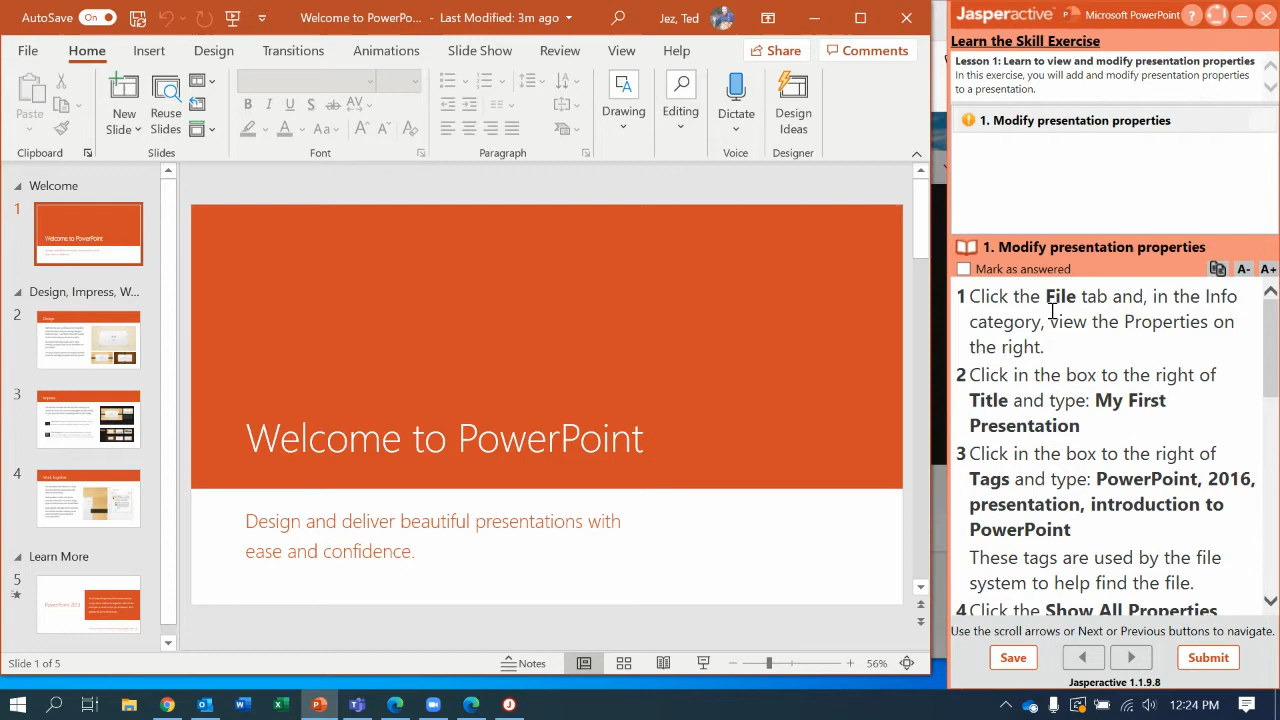 AutoSave On
Welcome to PowerPo... - Last Modified: 3m ago
Jez, Ted
File Home Insert Design Transitions Animations Slide Show Review View Help
Share
Comments
Paste
New
Slide
Reuse
Slides
Drawing
Editing
Dictate
Design
Ideas
Clipboard
Slides
Font
Paragraph
Voice
Designer
Welcome
1
Welcome to PowerPoint
Design, Impress, W...
2
Design
3
Impress
4
Work together
Learn More
5
PowerPoint 2013
Welcome to PowerPoint
Design and deliver beautiful presentations with
ease and confidence.
Slide 1 of 5
Notes
56%
Jasperactive
Microsoft PowerPoint
Learn the Skill Exercise
Lesson 1: Learn to view and modify presentation properties
In this exercise, you will add and modify presentation properties
to a presentation.
1. Modify presentation properties
1. Modify presentation properties
Mark as answered
A- A+
1 Click the File tab and, in the Info
category, view the Properties on
the right.
2 Click in the box to the right of
Title and type: My First
Presentation
3 Click in the box to the right of
Tags and type: PowerPoint, 2016,
presentation, introduction to
PowerPoint
These tags are used by the file
system to help find the file.
4 Click the Show All Properties
Use the scroll arrows or Next or Previous buttons to navigate.
Save
Submit
Jasperactive 1.1.9.8
12:24 PM